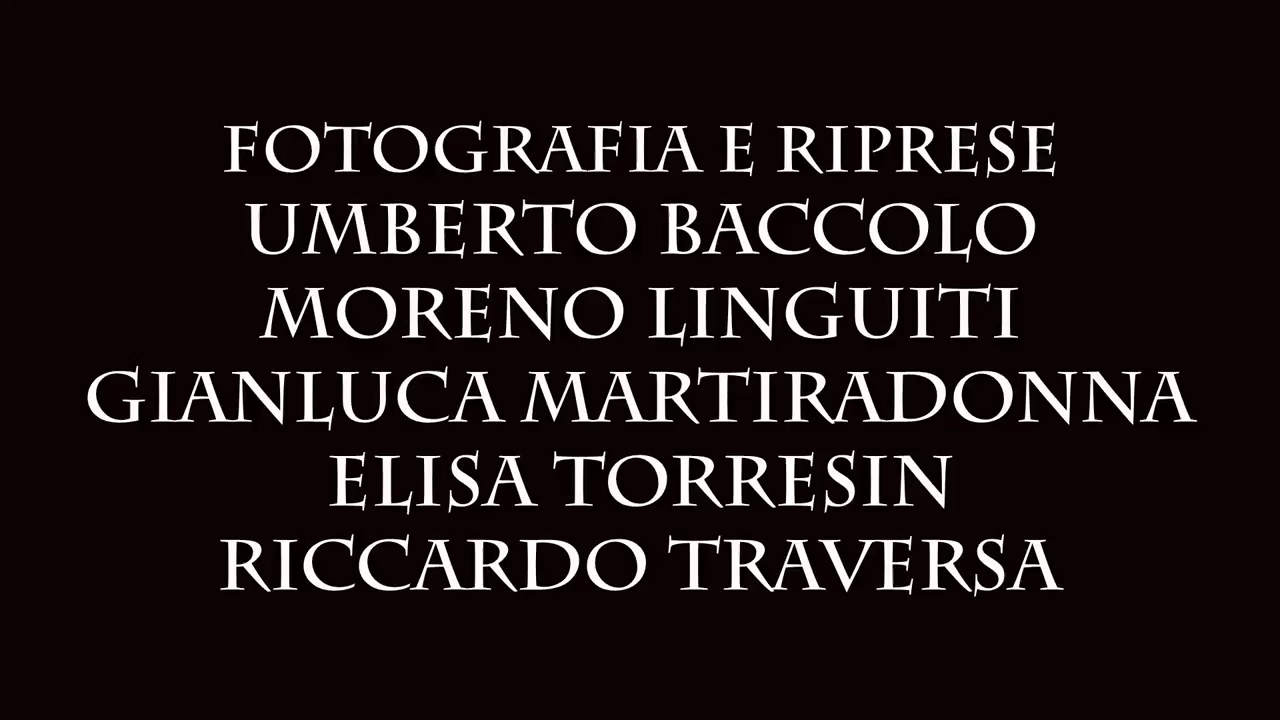 FOTOGRAFIA E RIPRESE
UMBERTO BACCOLO
MORENO LINGUITI
GIANLUCA MARTIRADONNA
ELISA TORRESIN
RICCARDO TRAVERSA